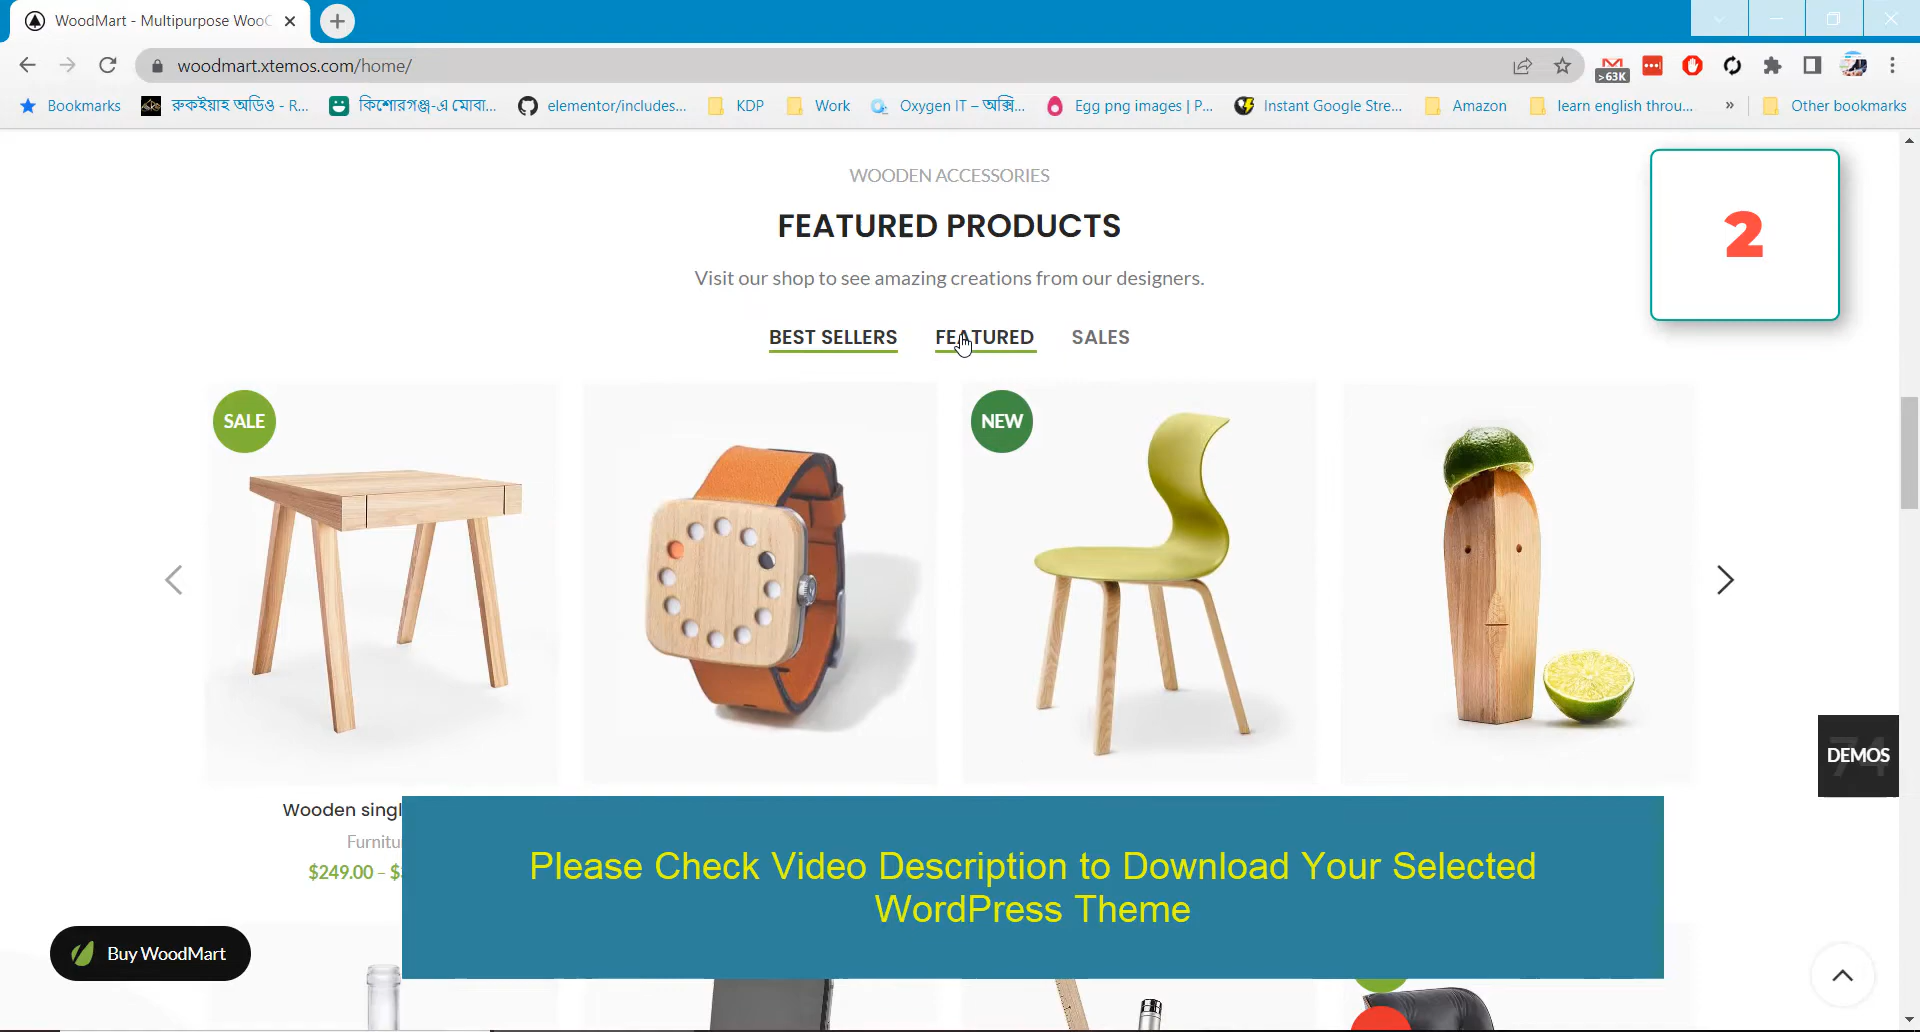 WoodMart - Multipurpose WooC
woodmart.xtemos.com/home/
>63K
Bookmarks
রুকইয়াহ অডিও - R...
কিশোরগঞ্জ-এ মোবা...
elementor/includes...
KDP
Work
Oxygen IT – অক্সি...
Egg png images | P...
Instant Google Stre...
Amazon
learn english throu...
»
Other bookmarks
WOODEN ACCESSORIES
FEATURED PRODUCTS
2
Visit our shop to see amazing creations from our designers.
BEST SELLERS
FEATURED
SALES
SALE
NEW
74
DEMOS
Wooden singl
Furnitu
$249.00 – $
Please Check Video Description to Download Your Selected
WordPress Theme
Buy WoodMart